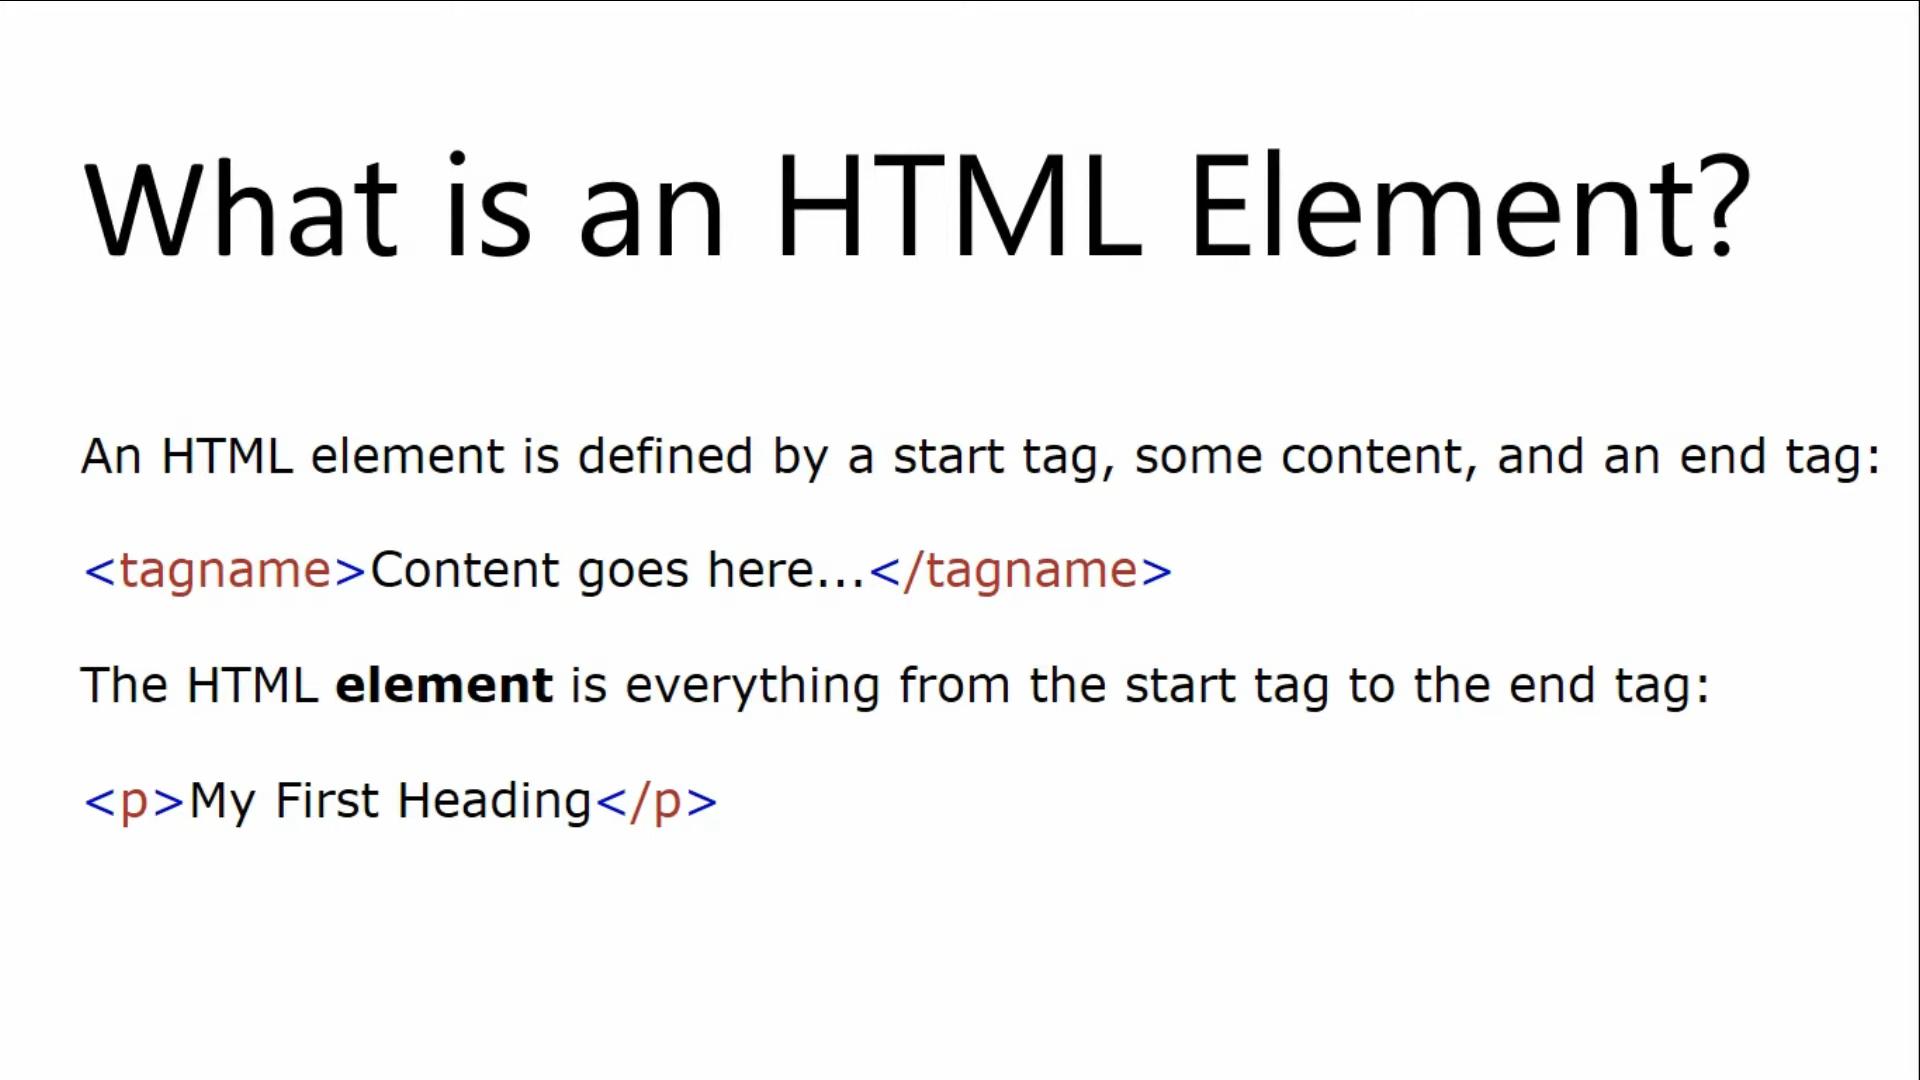 What is an HTML Element?
An HTML element is defined by a start tag, some content, and an end tag:
<tagname>Content goes here...</tagname>
The HTML element is everything from the start tag to the end tag:
<p>My First Heading</p>